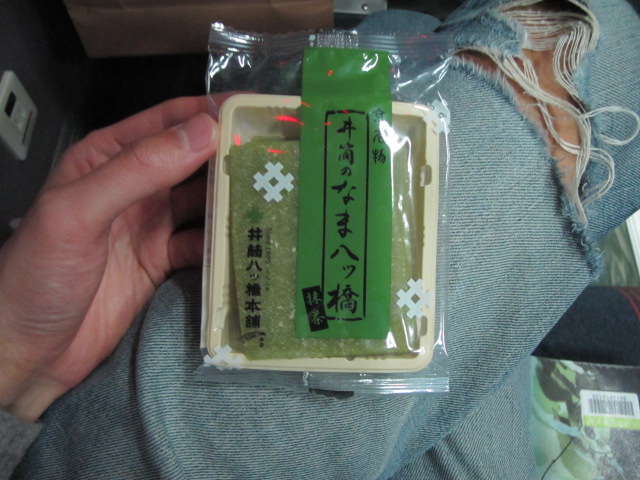 京名物
井筒のなま八ッ橋
抹茶
井筒八ッ橋本舗